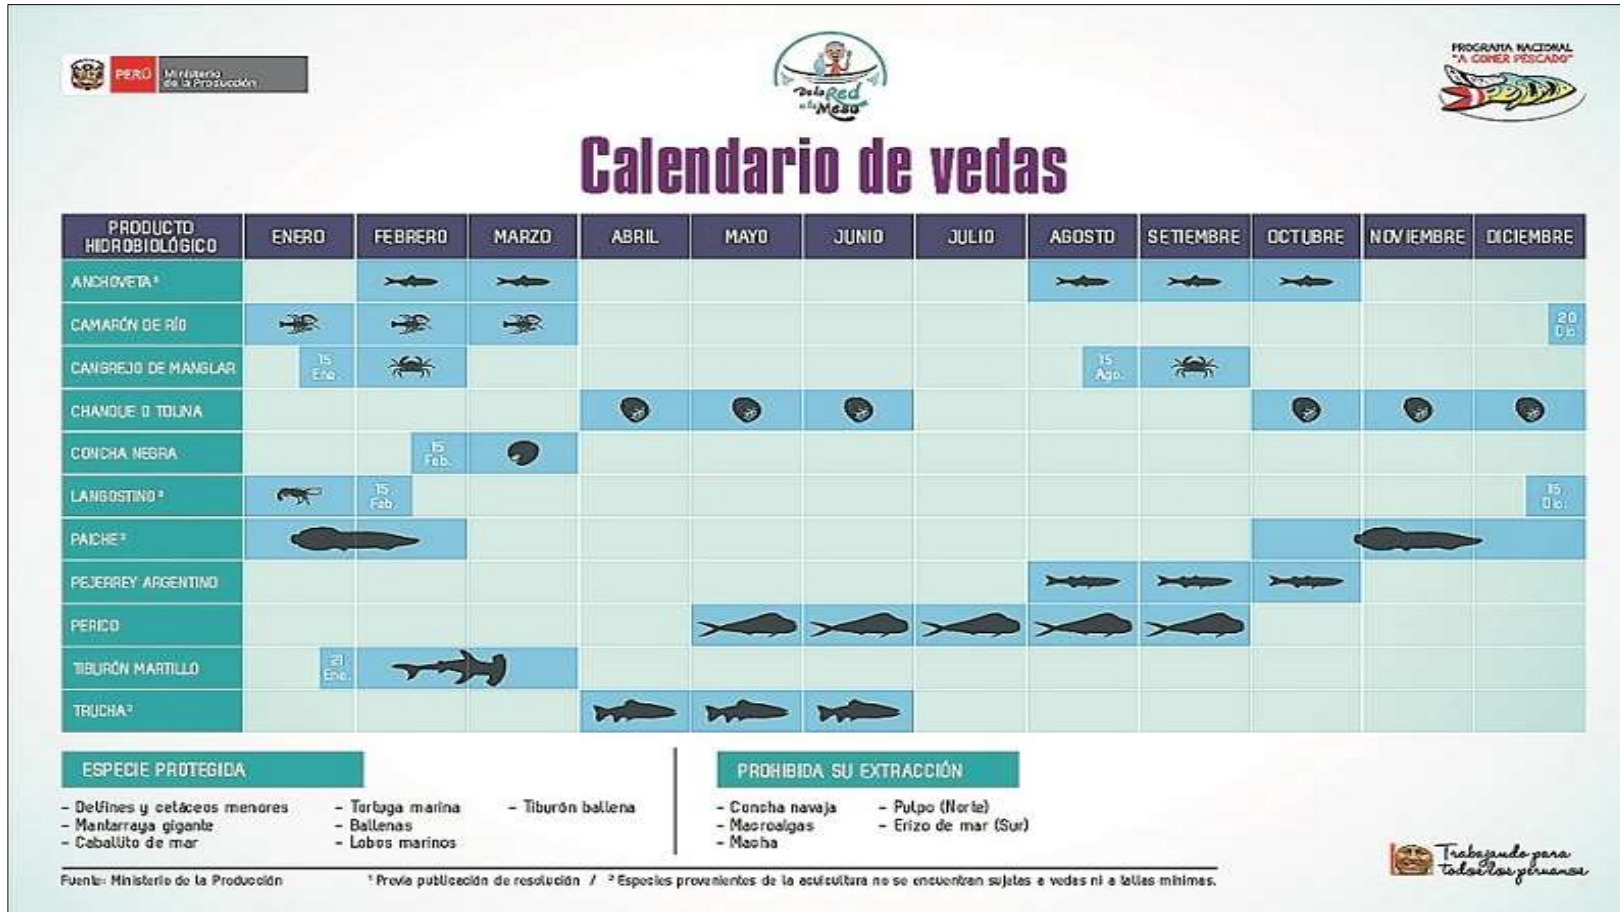 PERÚ
Ministerio
de la Producción
De la Red
a la Mesa
PROGRAMA NACIONAL
"A COMER PESCADO"
Calendario de vedas
PRODUCTO HIDROBIOLÓGICO ENERO FEBRERO MARZO ABRIL MAYO JUNIO JULIO AGOSTO SETIEMBRE OCTUBRE NOVIEMBRE DICIEMBRE
ANCHOVETA¹
CAMARÓN DE RÍO 20 Dic.
CANGREJO DE MANGLAR 15 Ene. 15 Ago.
CHANQUE O TOLINA
CONCHA NEGRA 15 Feb.
LANGOSTINO² 15 Feb. 15 Dic.
PAICHE²
PEJERREY ARGENTINO
PERICO
TIBURÓN MARTILLO 21 Ene.
TRUCHA²
ESPECIE PROTEGIDA
- Delfines y cetáceos menores
- Mantarraya gigante
- Caballito de mar
- Tortuga marina
- Ballenas
- Lobos marinos
- Tiburón ballena
PROHIBIDA SU EXTRACCIÓN
- Concha navaja
- Macroalgas
- Macha
- Pulpo (Norte)
- Erizo de mar (Sur)
Fuente: Ministerio de la Producción
¹ Previa publicación de resolución / ² Especies provenientes de la acuicultura no se encuentran sujetas a vedas ni a tallas mínimas.
Trabajando para
todos los peruanos